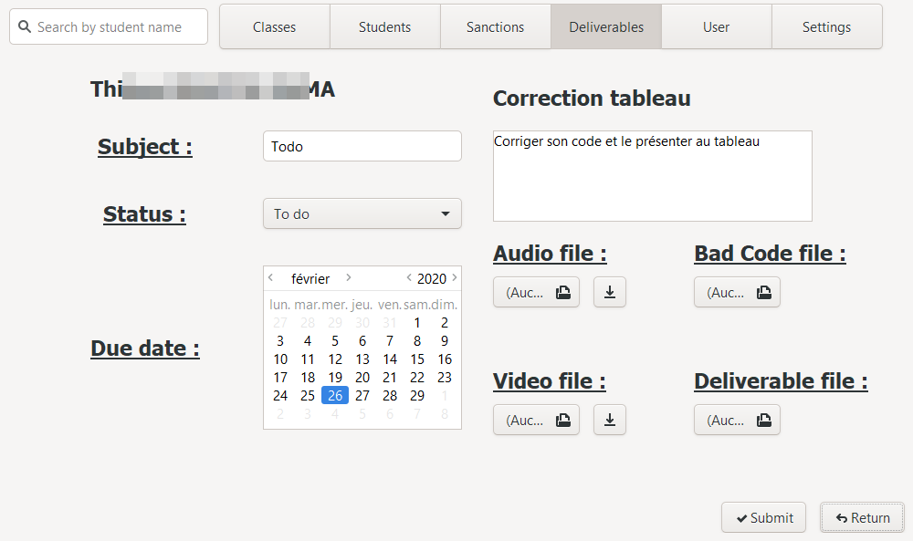 Search by student name
Classes
Students
Sanctions
Deliverables
User
Settings
Correction tableau
Subject :
Todo
Corriger son code et le présenter au tableau
Status :
To do
Audio file :
Bad Code file :
(Auc...
(Auc...
février
2020
lun. mar. mer. jeu. ven. sam. dim.
27 28 29 30 31 1 2
3 4 5 6 7 8 9
10 11 12 13 14 15 16
17 18 19 20 21 22 23
24 25 26 27 28 29 1
2 3 4 5 6 7 8
Due date :
Video file :
Deliverable file :
(Auc...
(Auc...
Submit
Return